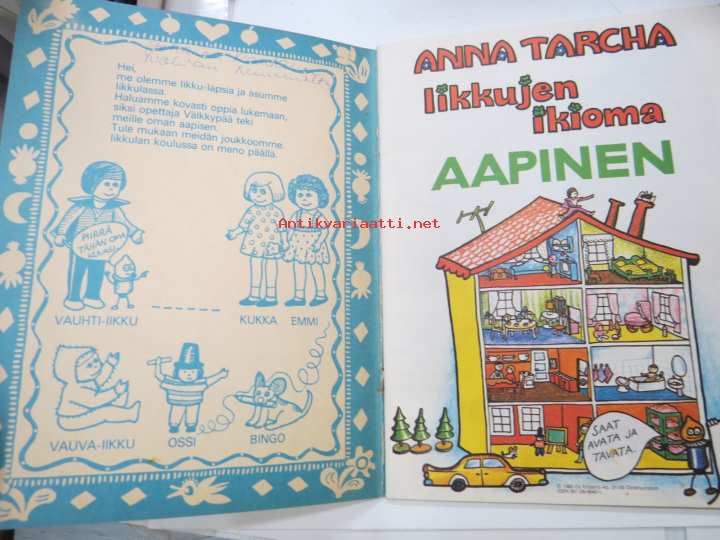 Hei,
me olemme Iikku-lapsia ja asumme
Iikkulassa.
Haluamme kovasti oppia lukemaan,
siksi opettaja Välkkypää teki
meille oman aapisen.
Tule mukaan meidän joukkoomme.
Iikkulan koulussa on meno päällä.
PIIRRÄ
TÄHÄN OMA
KUVASI
VAUHTI-IIKKU
KUKKA EMMI
VAUVA-IIKKU
OSSI
BINGO
ANNA TARCHA
Iikkujen
ikioma
AAPINEN
SAAT
AVATA JA
TAVATA.
Antikvariaatti.net